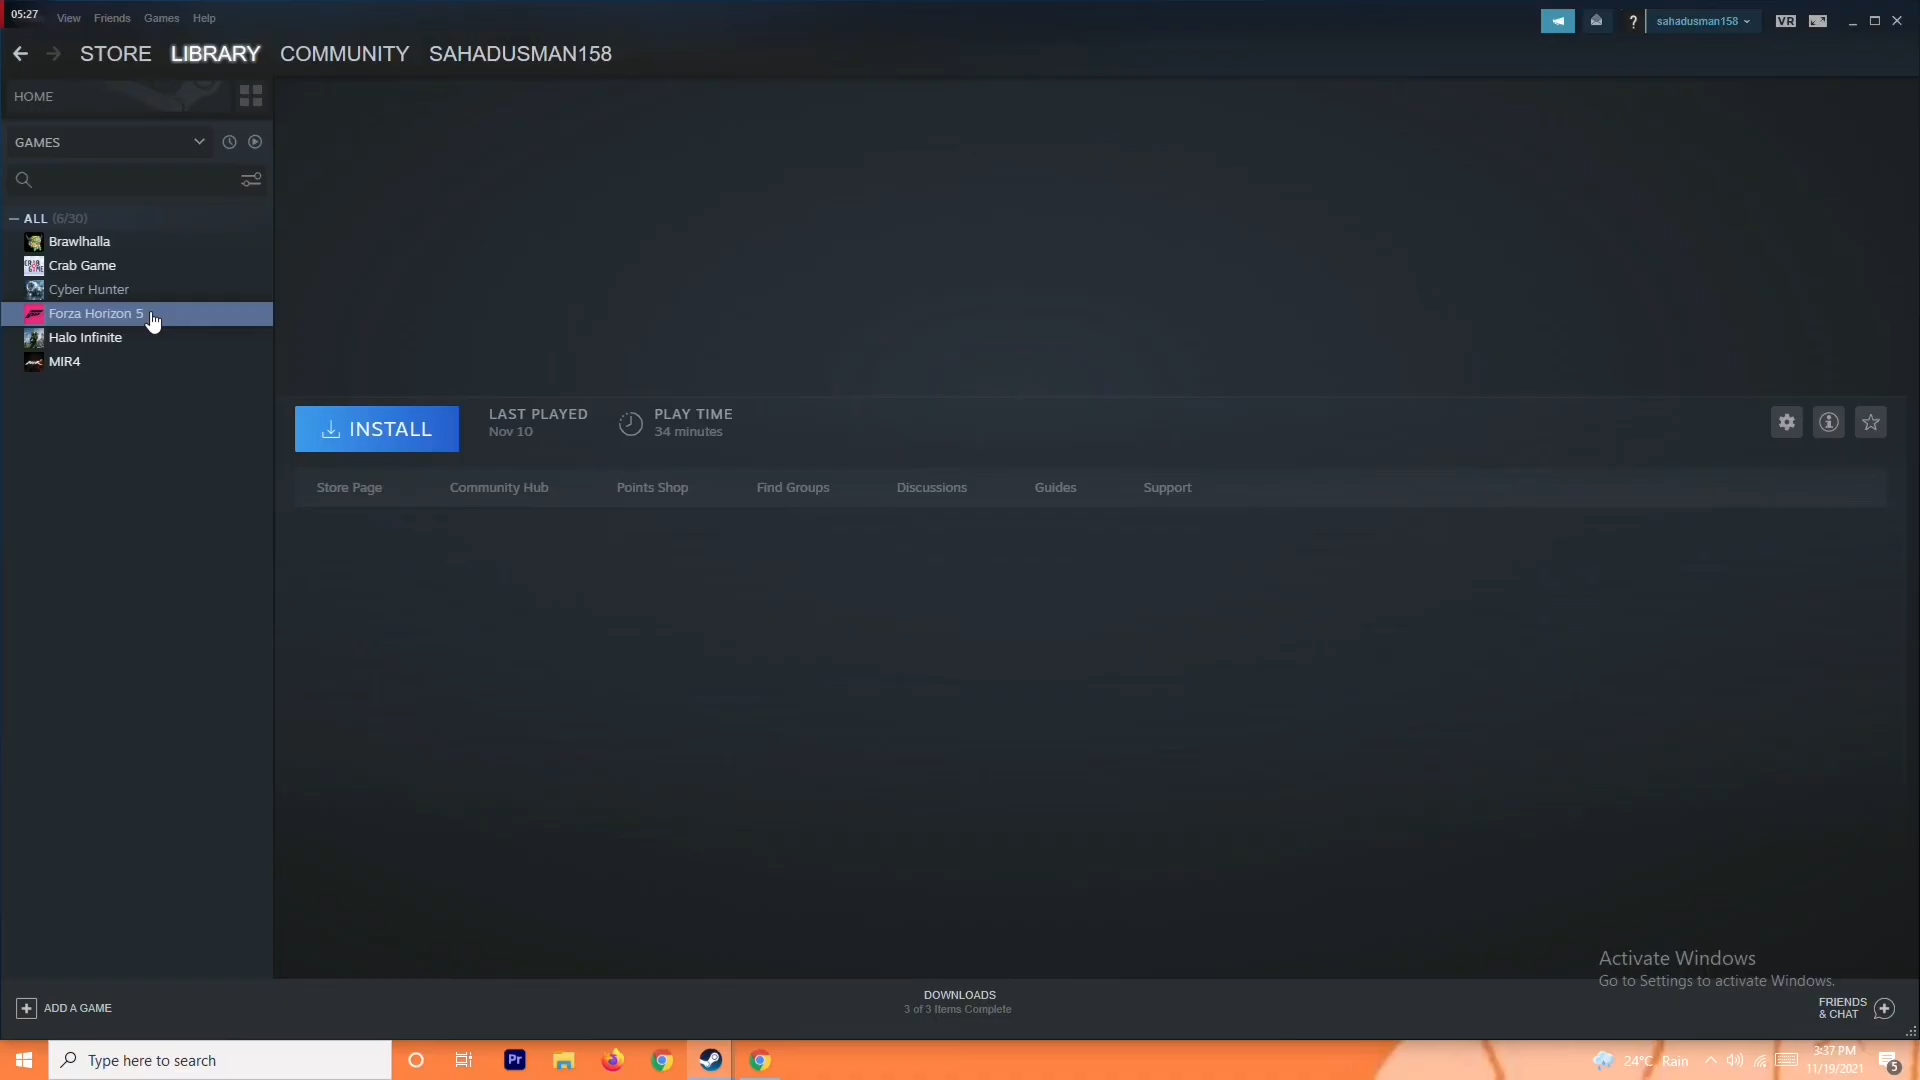 05:27
View Friends Games Help
sahadusman158
VR
STORE LIBRARY COMMUNITY SAHADUSMAN158
HOME
GAMES
ALL (6/30)
Brawlhalla
Crab Game
Cyber Hunter
Forza Horizon 5
Halo Infinite
MIR4
INSTALL
LAST PLAYED
Nov 10
PLAY TIME
34 minutes
Store Page Community Hub Points Shop Find Groups Discussions Guides Support
Activate Windows
Go to Settings to activate Windows.
ADD A GAME
DOWNLOADS
3 of 3 Items Complete
FRIENDS
& CHAT
Type here to search
Pr
24°C Rain
3:37 PM
11/19/2021
5